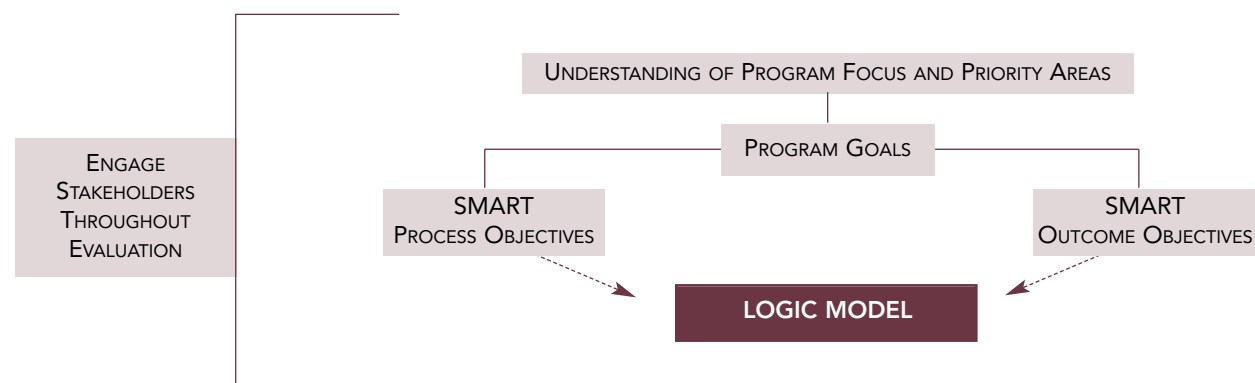 Understanding of Program Focus and Priority Areas
Program Goals
Engage
Stakeholders
Throughout
Evaluation
SMART
Process Objectives
SMART
Outcome Objectives
LOGIC MODEL